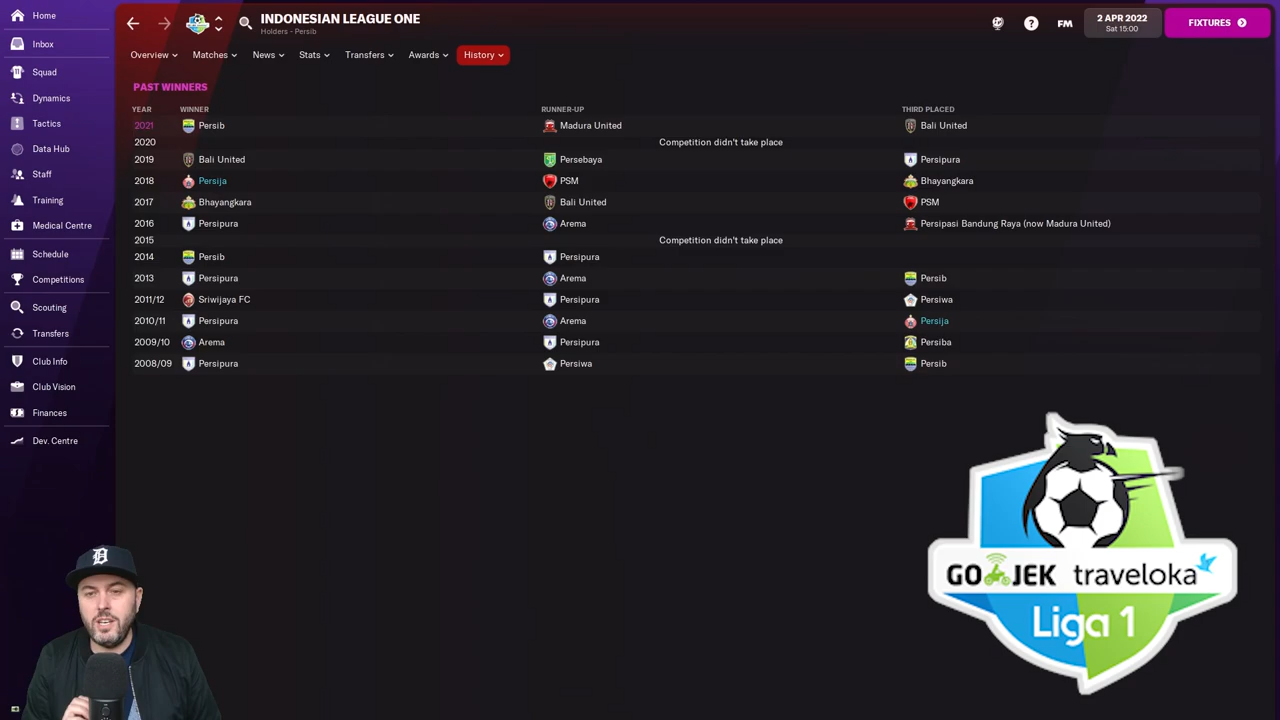 Home
INDONESIAN LEAGUE ONE
Holders - Persib
FM
2 APR 2022
Sat 15:00
FIXTURES
Inbox
Overview Matches News Stats Transfers Awards History
Squad
Dynamics
Tactics
Data Hub
Staff
Training
Medical Centre
Schedule
Competitions
Scouting
Transfers
Club Info
Club Vision
Finances
Dev. Centre
PAST WINNERS
YEAR WINNER RUNNER-UP THIRD PLACED
2021 Persib Madura United Bali United
2020 Competition didn't take place
2019 Bali United Persebaya Persipura
2018 Persija PSM Bhayangkara
2017 Bhayangkara Bali United PSM
2016 Persipura Arema Persipasi Bandung Raya (now Madura United)
2015 Competition didn't take place
2014 Persib Persipura
2013 Persipura Arema Persib
2011/12 Sriwijaya FC Persipura Persiwa
2010/11 Persipura Arema Persija
2009/10 Arema Persipura Persiba
2008/09 Persipura Persiwa Persib
GO-JEK traveloka
Liga 1